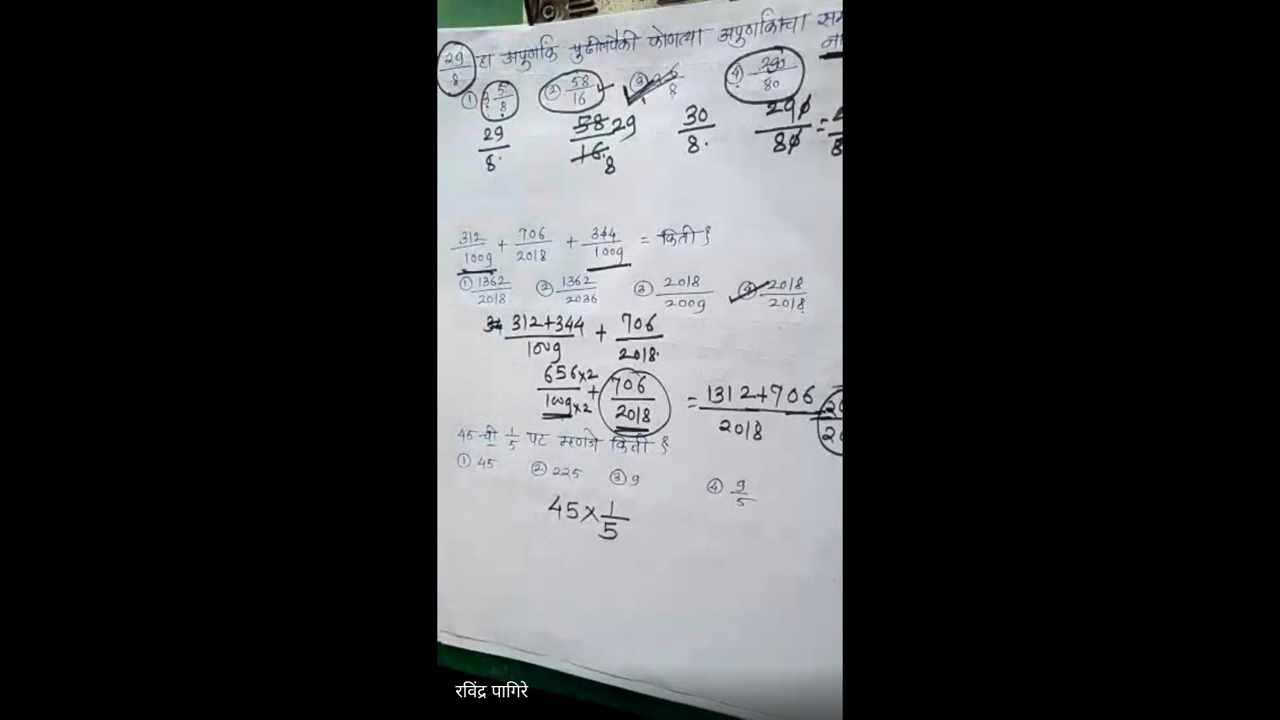 29/8 हा अपुर्णांक पुढीलपैकी कोणत्या अपुर्णांकाचा सम
① 3 5/8 ② 58/16 ③ 3 6/8 ④ 290/80
29/8. 58/16 29/8 30/8. 290/80 =
312/1009 + 706/2018 + 344/1009 = किती ?
① 1362/2018 ② 1362/2036 ③ 2018/2009 ④ 2018/2018
312+344/1009 + 706/2018.
656×2/1009×2 + 706/2018 = 1312+706/2018
45 ची 1/5 पट म्हणजे किती ?
① 45 ② 225 ③ 9 ④ 9/5
45×1/5
रविंद्र पागिरे